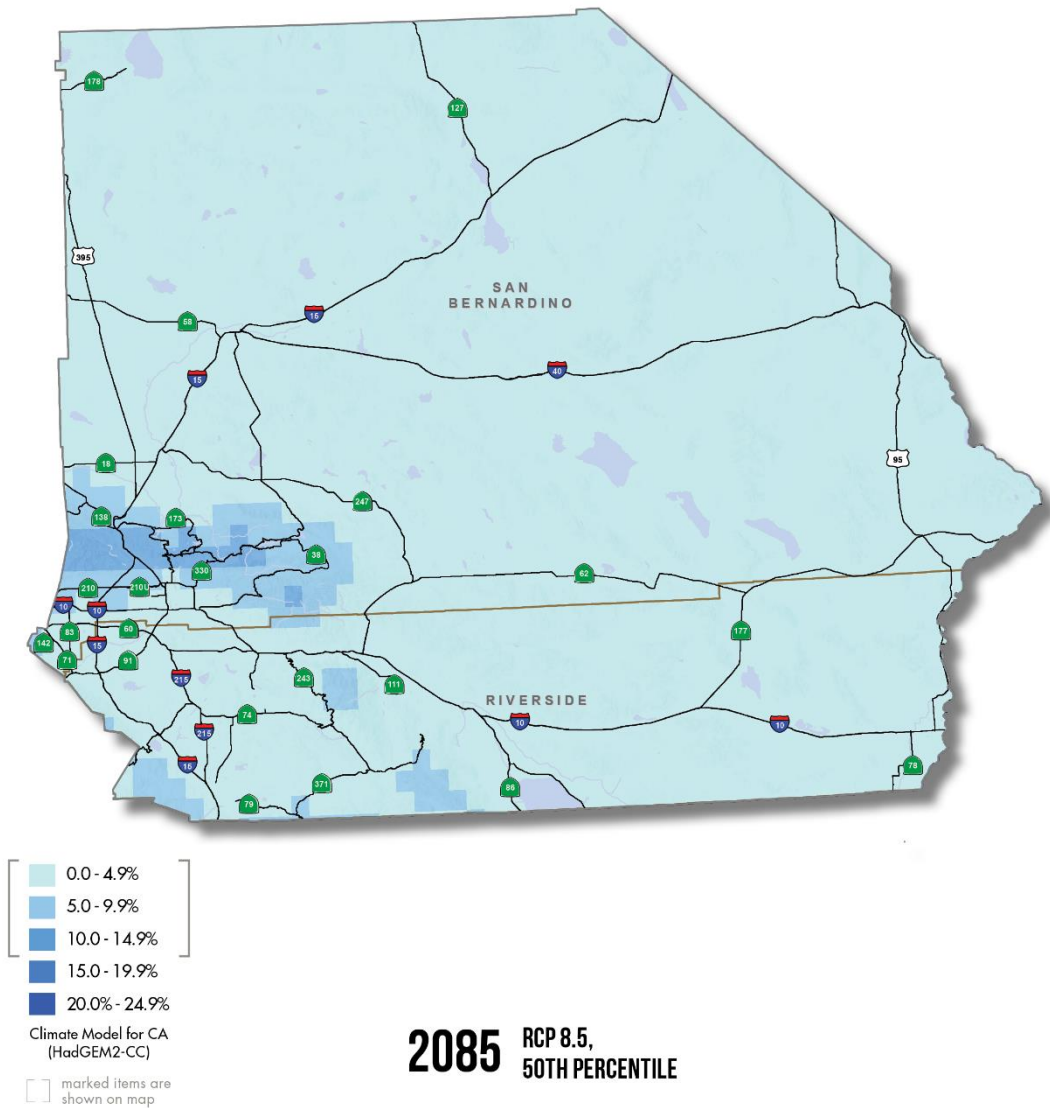 178
127
395
SAN
BERNARDINO
15
58
40
15
95
18
247
138
173
38
330
62
210
210U
10
10
83
60
177
142
15
71
91
215
243
111
RIVERSIDE
74
10
10
215
15
78
371
86
79
0.0 - 4.9%
5.0 - 9.9%
10.0 - 14.9%
15.0 - 19.9%
20.0% - 24.9%
Climate Model for CA
(HadGEM2-CC)
marked items are
shown on map
2085 RCP 8.5,
50TH PERCENTILE